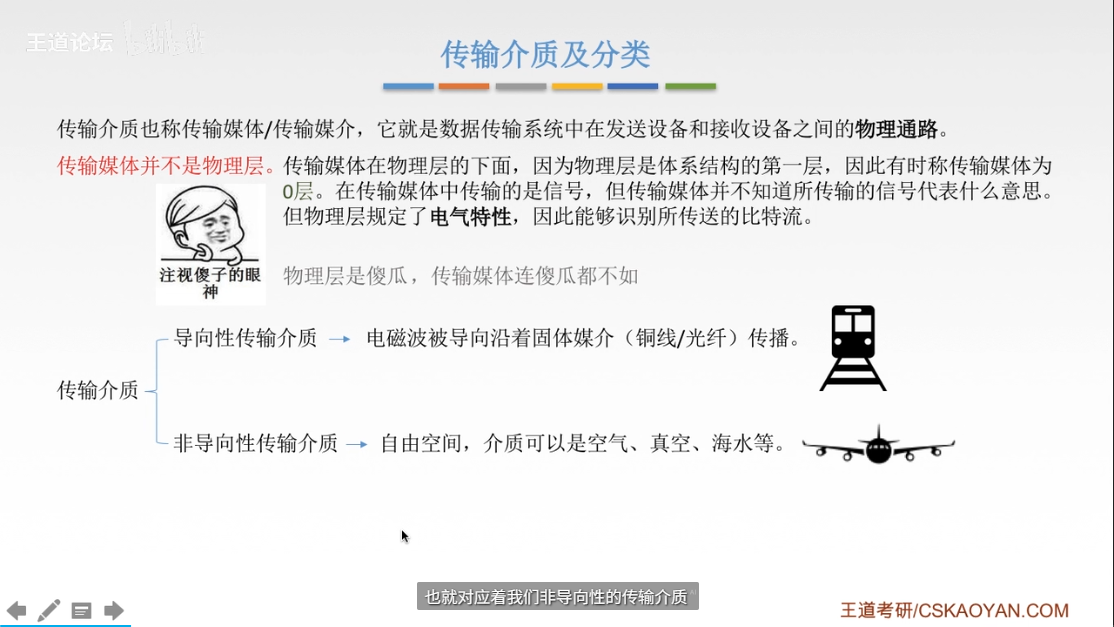 王道论坛
传输介质及分类
传输介质也称传输媒体/传输媒介，它就是数据传输系统中在发送设备和接收设备之间的物理通路。
传输媒体并不是物理层。传输媒体在物理层的下面，因为物理层是体系结构的第一层，因此有时称传输媒体为
0层。在传输媒体中传输的是信号，但传输媒体并不知道所传输的信号代表什么意思。
但物理层规定了电气特性，因此能够识别所传送的比特流。
注视傻子的眼
神
物理层是傻瓜，传输媒体连傻瓜都不如
导向性传输介质
电磁波被导向沿着固体媒介（铜线/光纤）传播。
传输介质
非导向性传输介质
自由空间，介质可以是空气、真空、海水等。
也就对应着我们非导向性的传输介质
王道考研/CSKAOYAN.COM